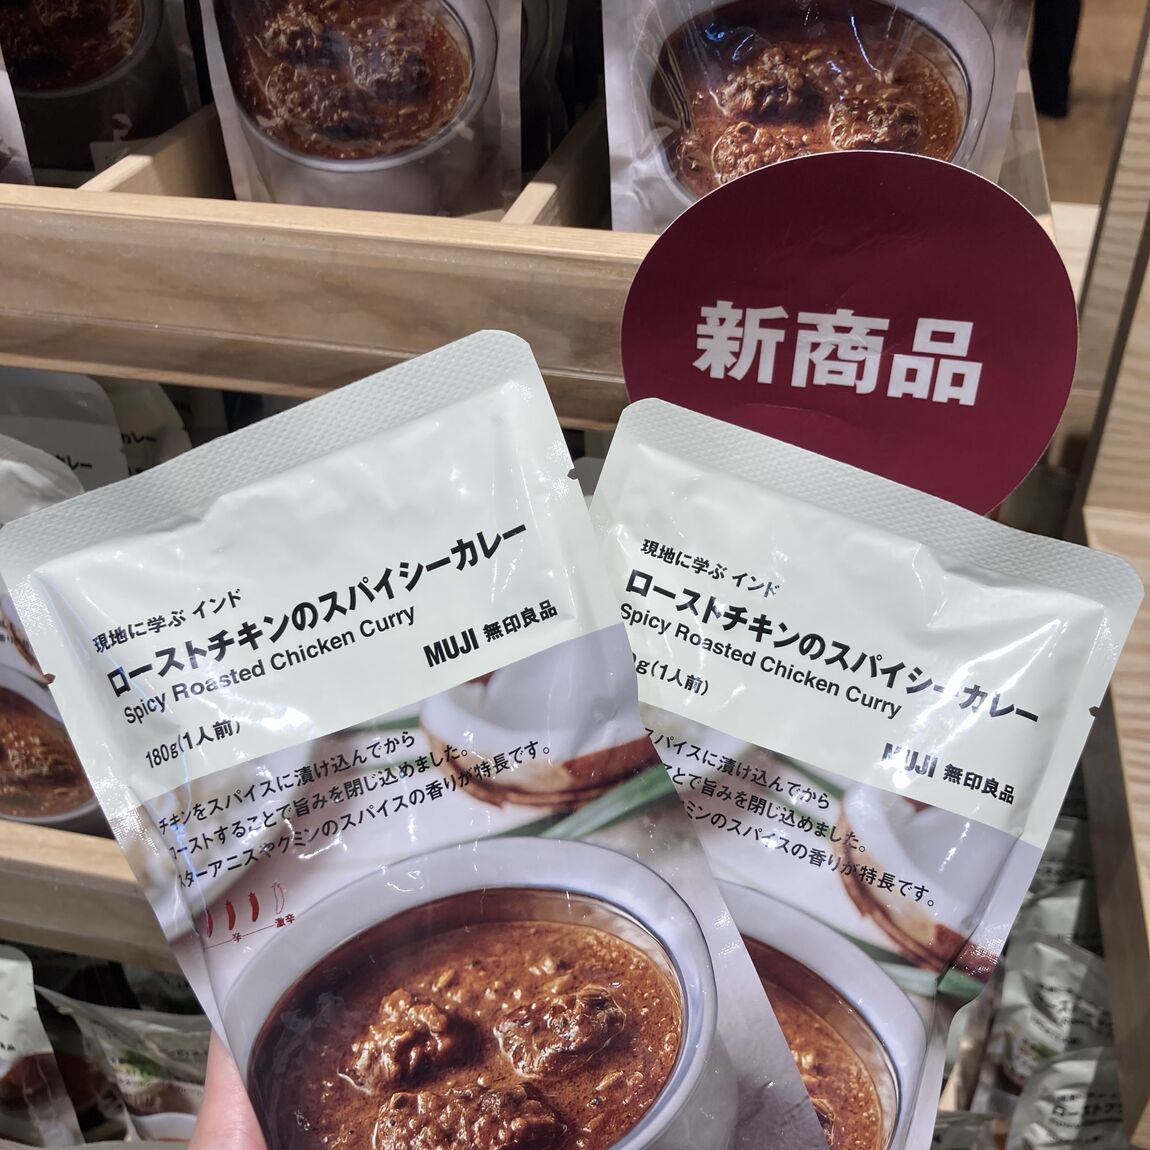 新商品
現地に学ぶ インド
ローストチキンのスパイシーカレー
Spicy Roasted Chicken Curry
MUJI 無印良品
180g(1人前)
チキンをスパイスに漬け込んでから
ローストすることで旨みを閉じ込めました。
スターアニスやクミンのスパイスの香りが特長です。
辛 激辛
現地に学ぶ インド
ローストチキンのスパイシーカレー
Spicy Roasted Chicken Curry
0g(1人前)
MUJI 無印良品
スパイスに漬け込んでから
ことで旨みを閉じ込めました。
ミンのスパイスの香りが特長です。
カレー